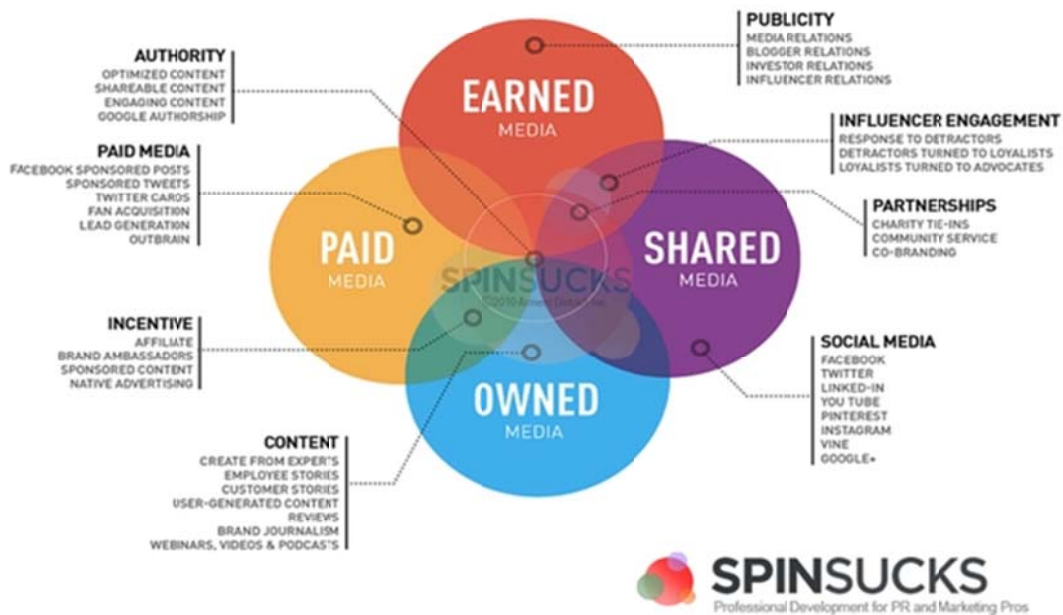 PUBLICITY
MEDIA RELATIONS
BLOGGER RELATIONS
INVESTOR RELATIONS
INFLUENCER RELATIONS
AUTHORITY
OPTIMIZED CONTENT
SHAREABLE CONTENT
ENGAGING CONTENT
GOOGLE AUTHORSHIP
EARNED
MEDIA
INFLUENCER ENGAGEMENT
RESPONSE TO DETRACTORS
DETRACTORS TURNED TO LOYALISTS
LOYALISTS TURNED TO ADVOCATES
PAID MEDIA
FACEBOOK SPONSORED POSTS
SPONSORED TWEETS
TWITTER CARDS
FAN ACQUISITION
LEAD GENERATION
OUTBRAIN
PARTNERSHIPS
CHARITY TIE-INS
COMMUNITY SERVICE
CO-BRANDING
PAID
MEDIA
SHARED
MEDIA
SPINSUCKS
©2010
INCENTIVE
AFFILIATE
BRAND AMBASSADORS
SPONSORED CONTENT
NATIVE ADVERTISING
SOCIAL MEDIA
FACEBOOK
TWITTER
LINKED-IN
YOU TUBE
PINTEREST
INSTAGRAM
VINE
GOOGLE+
OWNED
MEDIA
CONTENT
CREATE FROM EXPERTS
EMPLOYEE STORIES
CUSTOMER STORIES
USER-GENERATED CONTENT
REVIEWS
BRAND JOURNALISM
WEBINARS, VIDEOS & PODCASTS
SPINSUCKS
Professional Development for PR and Marketing Pros